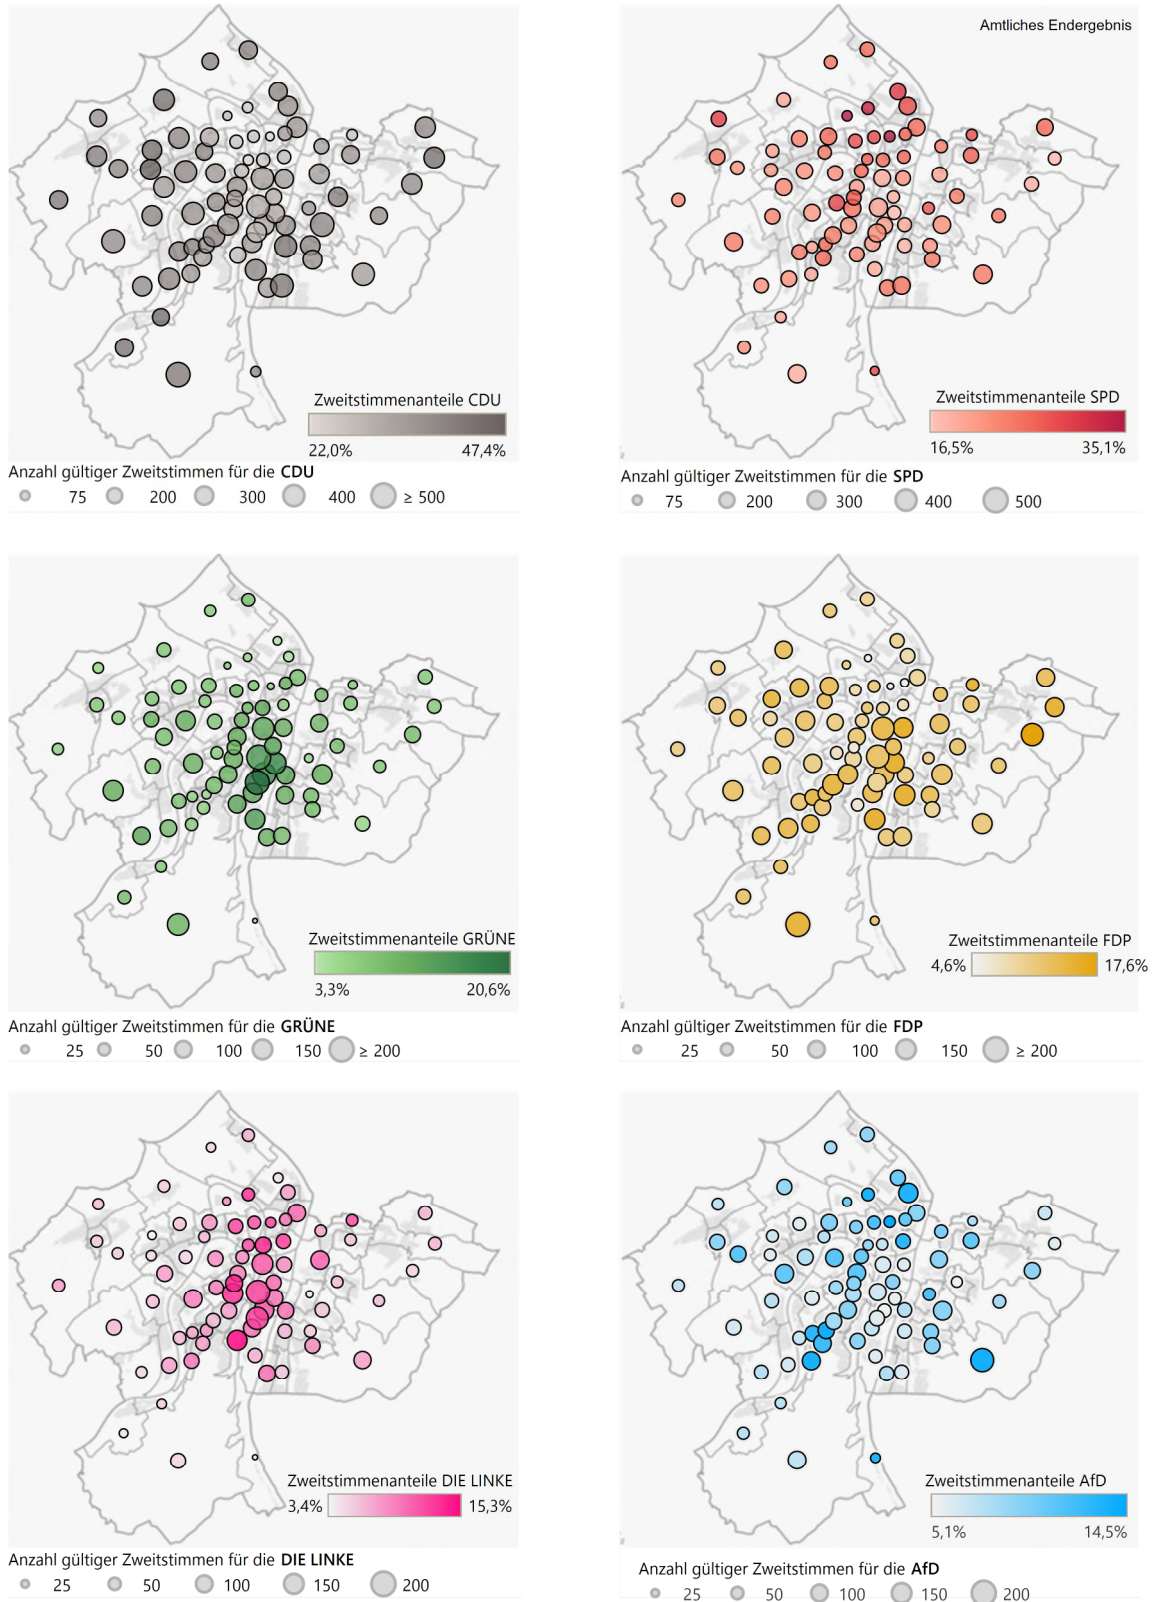 Amtliches Endergebnis
Zweitstimmenanteile CDU
22,0% 47,4%
Anzahl gültiger Zweitstimmen für die CDU
75 200 300 400 ≥ 500
Zweitstimmenanteile SPD
16,5% 35,1%
Anzahl gültiger Zweitstimmen für die SPD
75 200 300 400 500
Zweitstimmenanteile GRÜNE
3,3% 20,6%
Anzahl gültiger Zweitstimmen für die GRÜNE
25 50 100 150 ≥ 200
Zweitstimmenanteile FDP
4,6% 17,6%
Anzahl gültiger Zweitstimmen für die FDP
25 50 100 150 ≥ 200
Zweitstimmenanteile DIE LINKE
3,4% 15,3%
Anzahl gültiger Zweitstimmen für die DIE LINKE
25 50 100 150 200
Zweitstimmenanteile AfD
5,1% 14,5%
Anzahl gültiger Zweitstimmen für die AfD
25 50 100 150 200